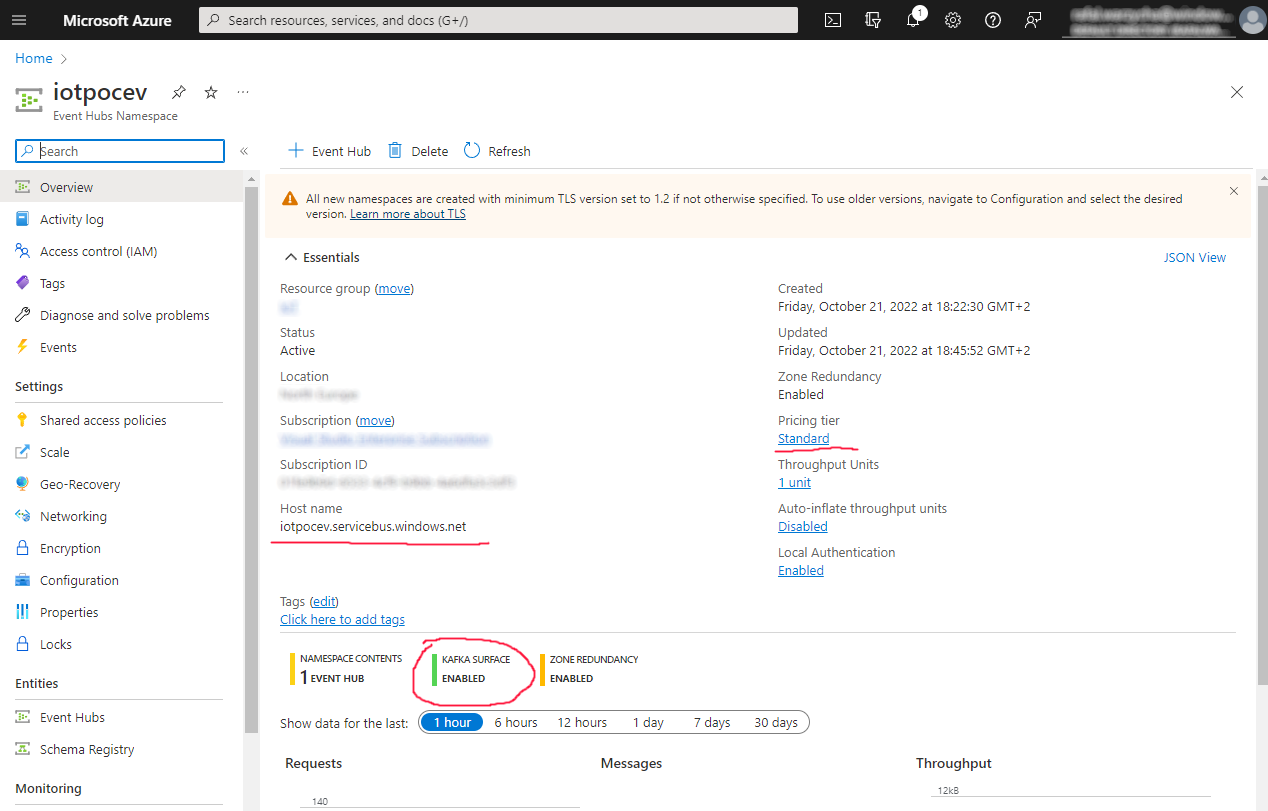 Microsoft Azure
Search resources, services, and docs (G+/)
1
Home
iotpocev
Event Hubs Namespace
Search
Overview
Activity log
Access control (IAM)
Tags
Diagnose and solve problems
Events
Settings
Shared access policies
Scale
Geo-Recovery
Networking
Encryption
Configuration
Properties
Locks
Entities
Event Hubs
Schema Registry
Monitoring
Event Hub Delete Refresh
All new namespaces are created with minimum TLS version set to 1.2 if not otherwise specified. To use older versions, navigate to Configuration and select the desired
version. Learn more about TLS
Essentials
JSON View
Resource group (move)
Status
Active
Location
Subscription (move)
Subscription ID
Host name
iotpocev.servicebus.windows.net
Created
Friday, October 21, 2022 at 18:22:30 GMT+2
Updated
Friday, October 21, 2022 at 18:45:52 GMT+2
Zone Redundancy
Enabled
Pricing tier
Standard
Throughput Units
1 unit
Auto-inflate throughput units
Disabled
Local Authentication
Enabled
Tags (edit)
Click here to add tags
NAMESPACE CONTENTS
1 EVENT HUB
KAFKA SURFACE
ENABLED
ZONE REDUNDANCY
ENABLED
Show data for the last: 1 hour 6 hours 12 hours 1 day 7 days 30 days
Requests
140
Messages
Throughput
12kB